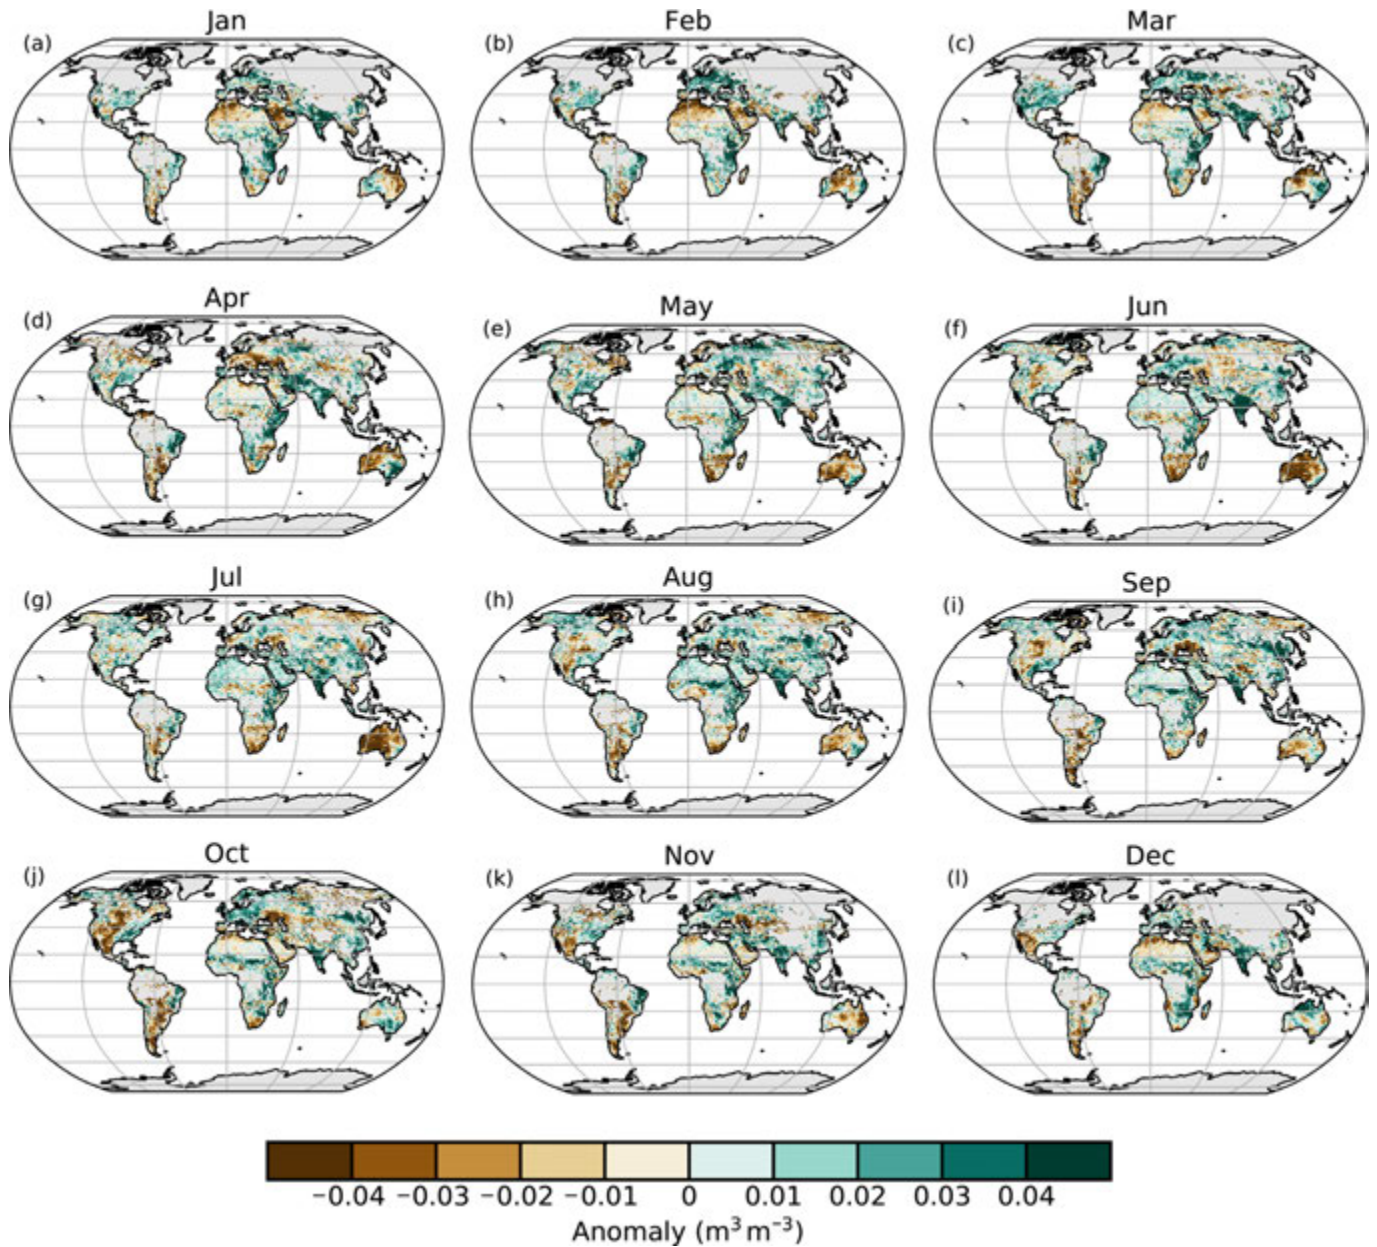 Jan Feb Mar
(a) (b) (c)
Apr May Jun
(d) (e) (f)
Jul Aug Sep
(g) (h) (i)
Oct Nov Dec
(j) (k) (l)
−0.04 −0.03 −0.02 −0.01 0 0.01 0.02 0.03 0.04
Anomaly (m³ m⁻³)